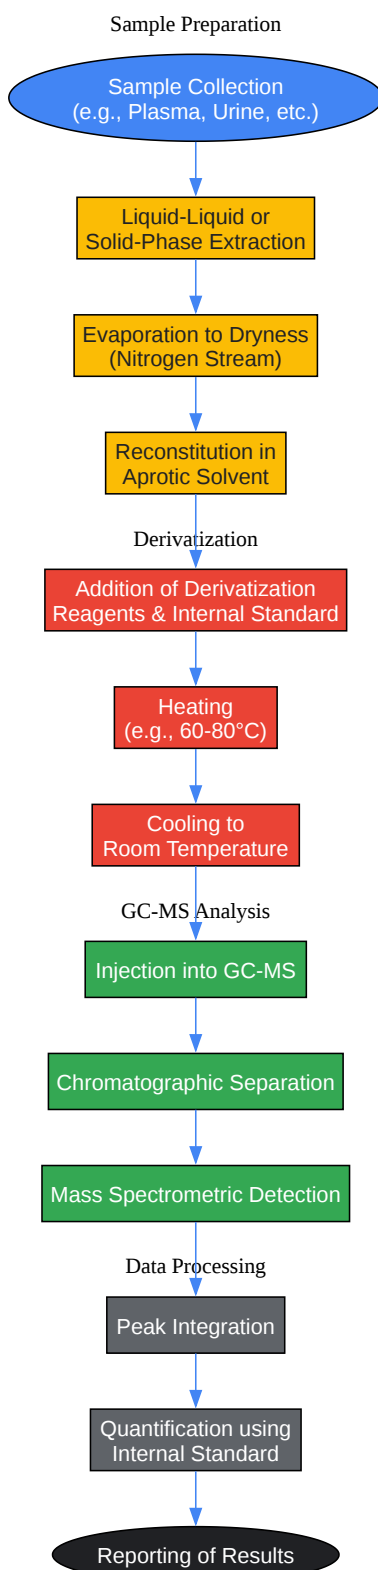 Sample Preparation
Sample Collection
(e.g., Plasma, Urine, etc.)
Liquid-Liquid or
Solid-Phase Extraction
Evaporation to Dryness
(Nitrogen Stream)
Reconstitution in
Aprotic Solvent
Derivatization
Addition of Derivatization
Reagents & Internal Standard
Heating
(e.g., 60-80°C)
Cooling to
Room Temperature
GC-MS Analysis
Injection into GC-MS
Chromatographic Separation
Mass Spectrometric Detection
Data Processing
Peak Integration
Quantification using
Internal Standard
Reporting of Results